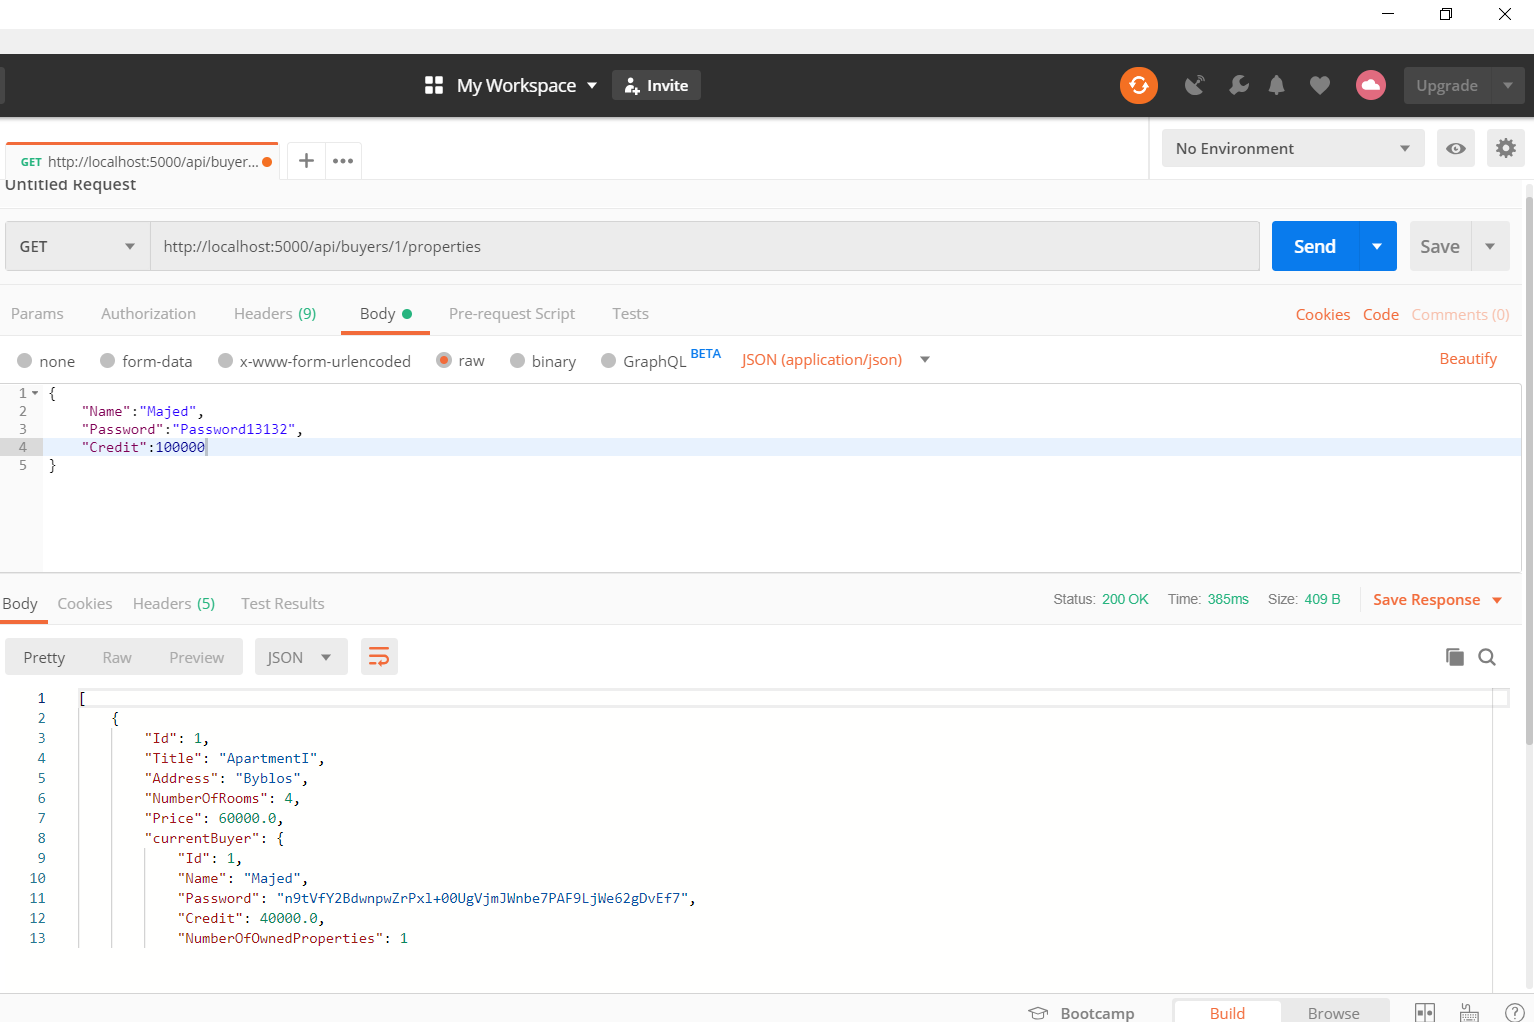 My Workspace
Invite
Upgrade
GET http://localhost:5000/api/buyer...
No Environment
Untitled Request
GET
http://localhost:5000/api/buyers/1/properties
Send
Save
Params Authorization Headers (9) Body Pre-request Script Tests
Cookies Code Comments (0)
none form-data x-www-form-urlencoded raw binary GraphQL BETA JSON (application/json)
Beautify
1 {
2 "Name":"Majed",
3 "Password":"Password13132",
4 "Credit":100000
5 }
Body Cookies Headers (5) Test Results
Status: 200 OK Time: 385ms Size: 409 B
Save Response
Pretty Raw Preview JSON
1 [
2 {
3 "Id": 1,
4 "Title": "ApartmentI",
5 "Address": "Byblos",
6 "NumberOfRooms": 4,
7 "Price": 60000.0,
8 "currentBuyer": {
9 "Id": 1,
10 "Name": "Majed",
11 "Password": "n9tVfY2BdwnpwZrPxl+00UgVjmJWnbe7PAF9LjWe62gDvEf7",
12 "Credit": 40000.0,
13 "NumberOfOwnedProperties": 1
Bootcamp
Build
Browse